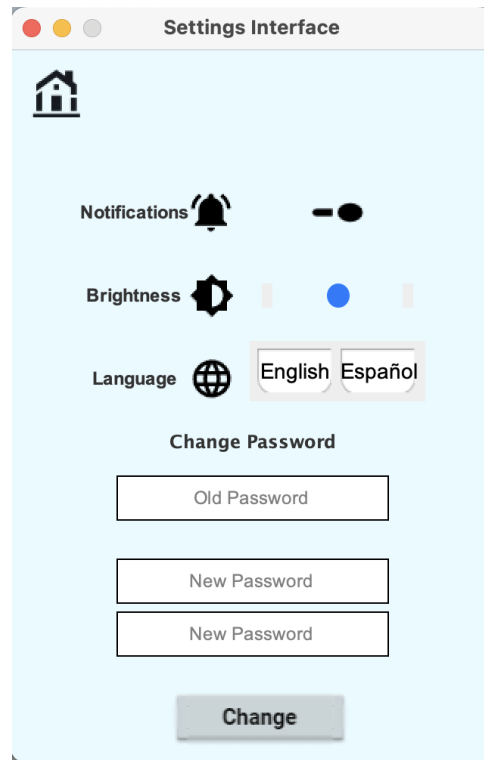 Settings Interface
Notifications
Brightness
Language English Español
Change Password
Old Password
New Password
New Password
Change